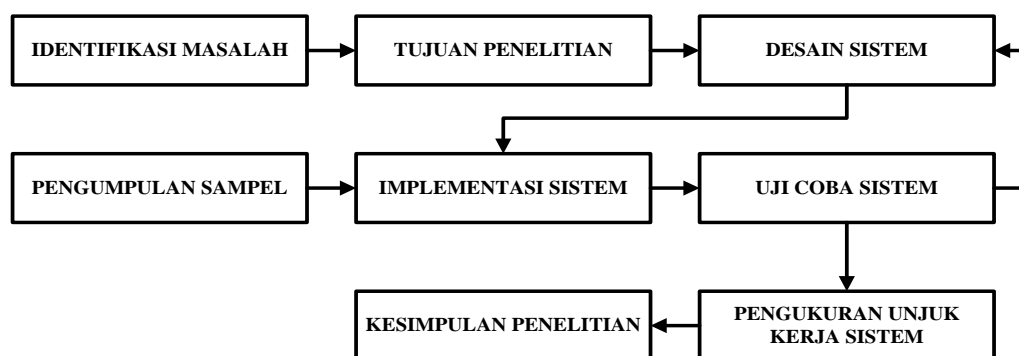 IDENTIFIKASI MASALAH
TUJUAN PENELITIAN
DESAIN SISTEM
PENGUMPULAN SAMPEL
IMPLEMENTASI SISTEM
UJI COBA SISTEM
KESIMPULAN PENELITIAN
PENGUKURAN UNJUK
KERJA SISTEM